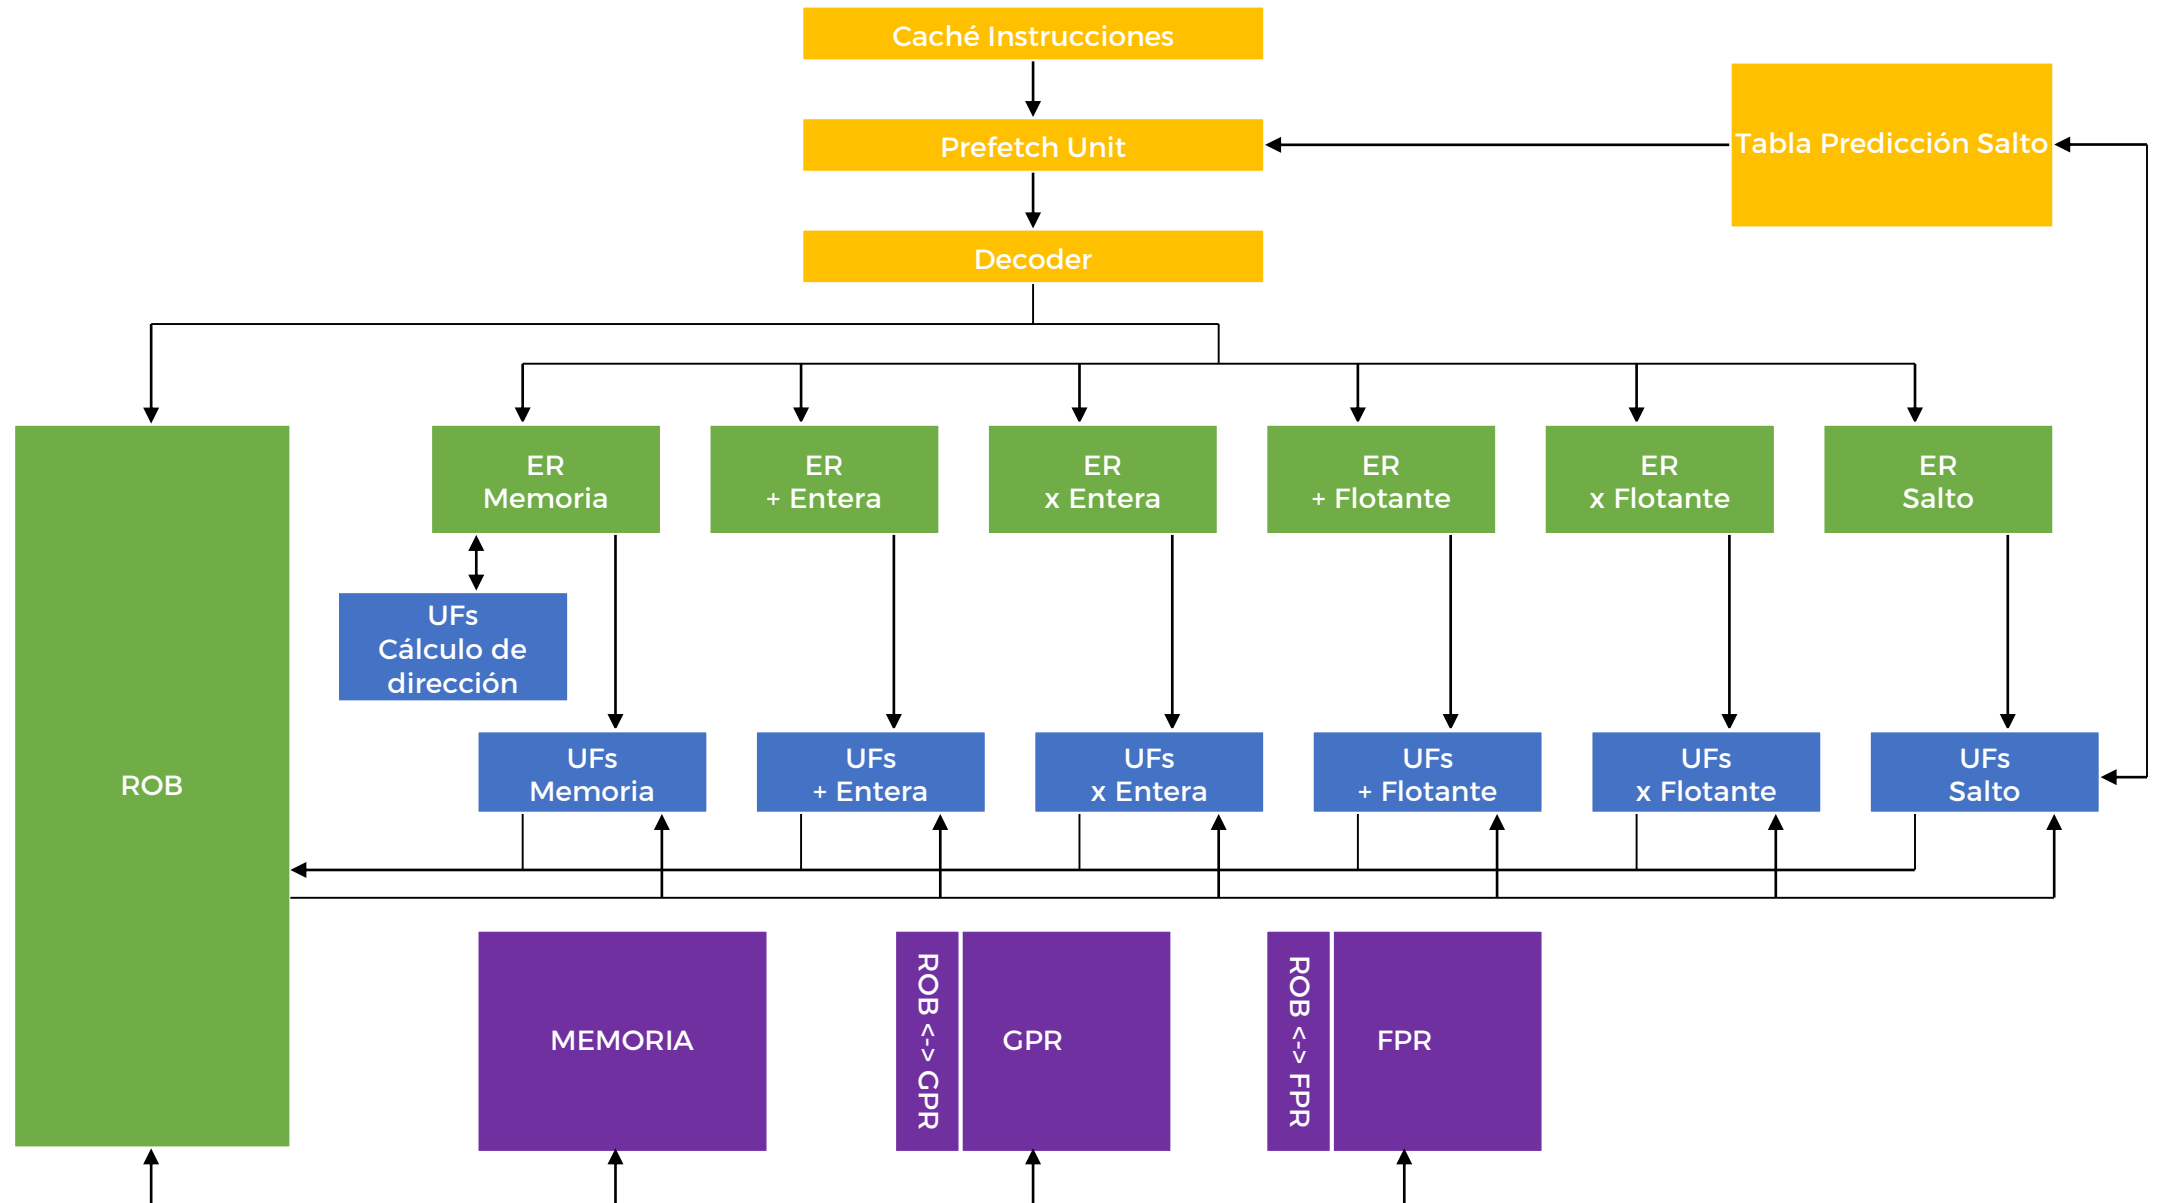 Caché Instrucciones
Prefetch Unit
Tabla Predicción Salto
Decoder
ER
Memoria
ER
+ Entera
ER
x Entera
ER
+ Flotante
ER
x Flotante
ER
Salto
UFs
Cálculo de
dirección
ROB
UFs
Memoria
UFs
+ Entera
UFs
x Entera
UFs
+ Flotante
UFs
x Flotante
UFs
Salto
MEMORIA
ROB <-> GPR
GPR
ROB <-> FPR
FPR